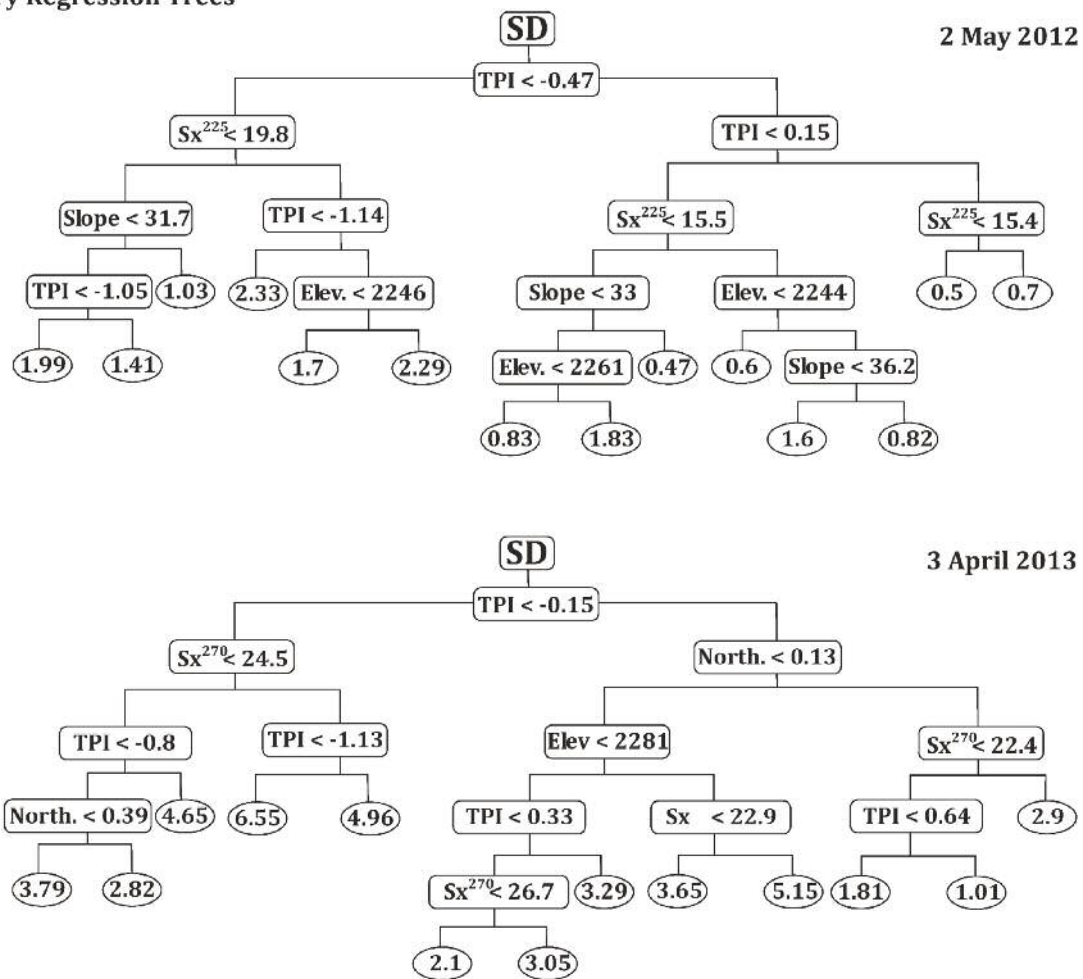 y Regression Trees
SD
2 May 2012
TPI < -0.47
Sx²²⁵< 19.8
TPI < 0.15
Slope < 31.7
TPI < -1.14
Sx²²⁵< 15.5
Sx²²⁵< 15.4
TPI < -1.05
1.03
2.33
Elev. < 2246
Slope < 33
Elev. < 2244
0.5
0.7
1.99
1.41
1.7
2.29
Elev. < 2261
0.47
0.6
Slope < 36.2
0.83
1.83
1.6
0.82
SD
3 April 2013
TPI < -0.15
Sx²⁷⁰< 24.5
North. < 0.13
TPI < -0.8
TPI < -1.13
Elev < 2281
Sx²⁷⁰< 22.4
North. < 0.39
4.65
6.55
4.96
TPI < 0.33
Sx < 22.9
TPI < 0.64
2.9
3.79
2.82
Sx²⁷⁰< 26.7
3.29
3.65
5.15
1.81
1.01
2.1
3.05